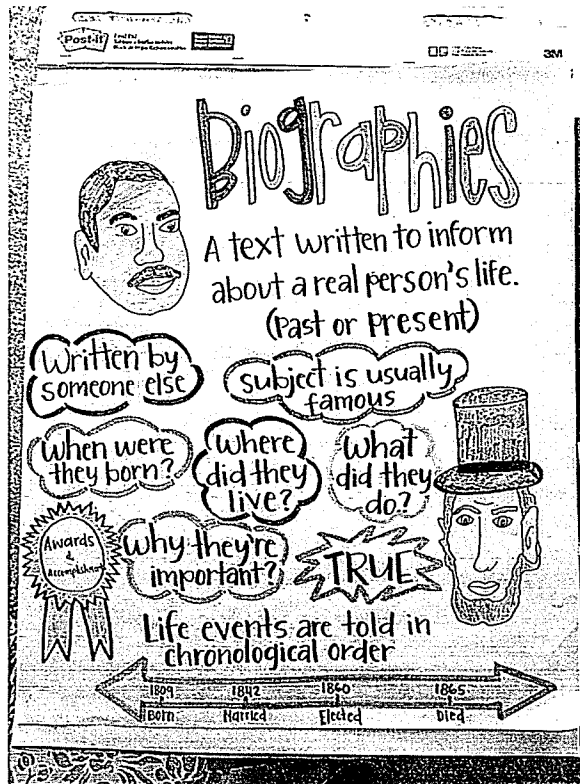 Post-it
3M
Biographies
A text written to inform
about a real person's life.
(Past or present)
Written by
someone else
subject is usually
famous
When were
they born?
Where
did they
live?
What
did they
do?
Awards
&
Accomplishments
Why they're
important?
TRUE
Life events are told in
chronological order
1809
1842
1860
1865
Born
Married
Elected
Died